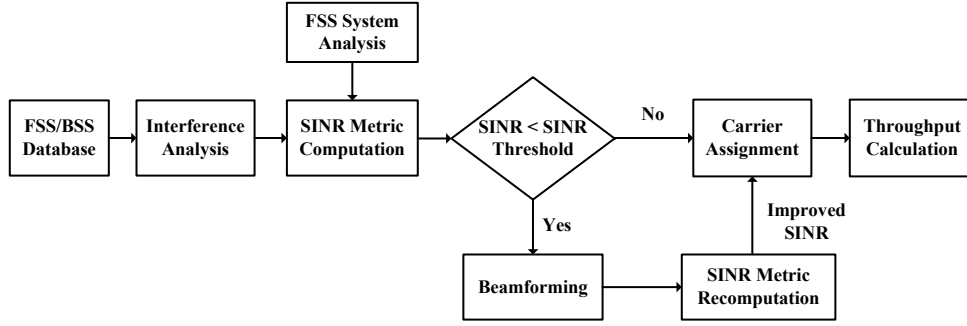 FSS System
Analysis
FSS/BSS
Database
Interference
Analysis
SINR Metric
Computation
SINR < SINR
Threshold
No
Carrier
Assignment
Throughput
Calculation
Yes
Improved
SINR
Beamforming
SINR Metric
Recomputation